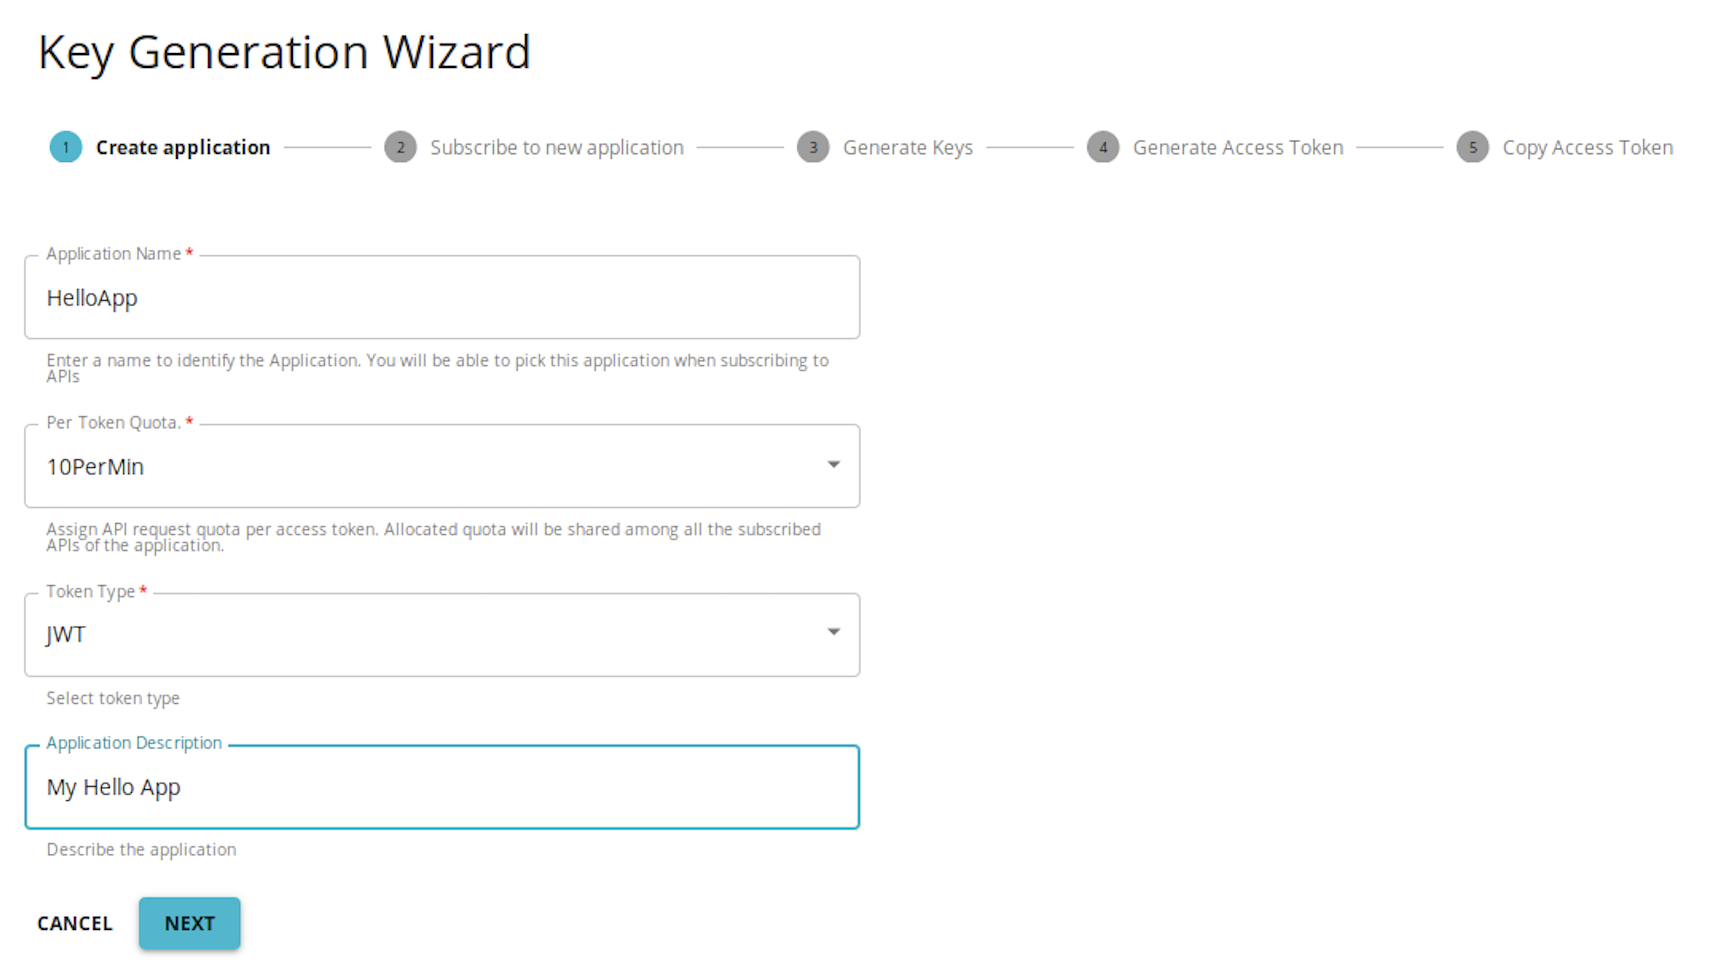 Key Generation Wizard
1 Create application 2 Subscribe to new application 3 Generate Keys 4 Generate Access Token 5 Copy Access Token
Application Name *
HelloApp
Enter a name to identify the Application. You will be able to pick this application when subscribing to
APIs
Per Token Quota. *
10PerMin
Assign API request quota per access token. Allocated quota will be shared among all the subscribed
APIs of the application.
Token Type *
JWT
Select token type
Application Description
My Hello App
Describe the application
CANCEL NEXT